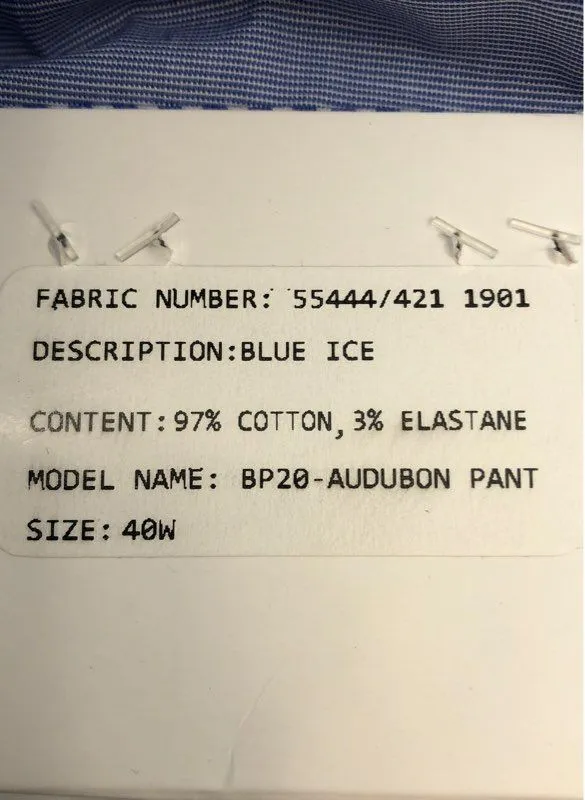 FABRIC NUMBER: 55444/421 1901
DESCRIPTION:BLUE ICE
CONTENT:97% COTTON,3% ELASTANE
MODEL NAME: BP20-AUDUBON PANT
SIZE:40W